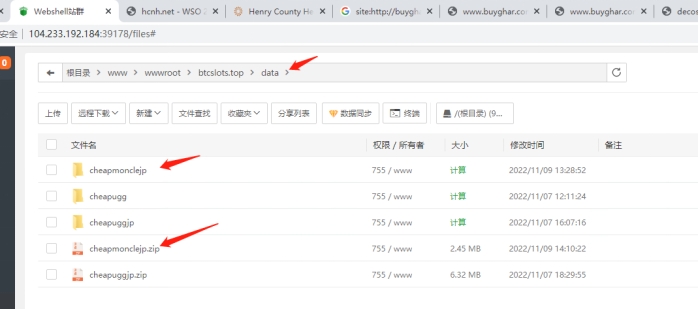 Webshell站群
hcnh.net - WSO
Henry County He
site:http://buygha
www.buyghar.com
www.buyghar.co
decos
安全 | 104.233.192.184:39178/files#
0
根目录 > www > wwwroot > btcslots.top > data >
上传 远程下载 新建 文件查找 收藏夹 分享列表 数据同步 终端 /(根目录) (9...
文件名 权限 / 所有者 大小 修改时间 备注
cheapmonclejp 755 / www 计算 2022/11/09 13:28:52
cheapugg 755 / www 计算 2022/11/07 12:11:24
cheapuggjp 755 / www 计算 2022/11/07 16:07:16
cheapmonclejp.zip 755 / www 2.45 MB 2022/11/09 14:10:22
cheapuggjp.zip 755 / www 6.32 MB 2022/11/07 18:29:55